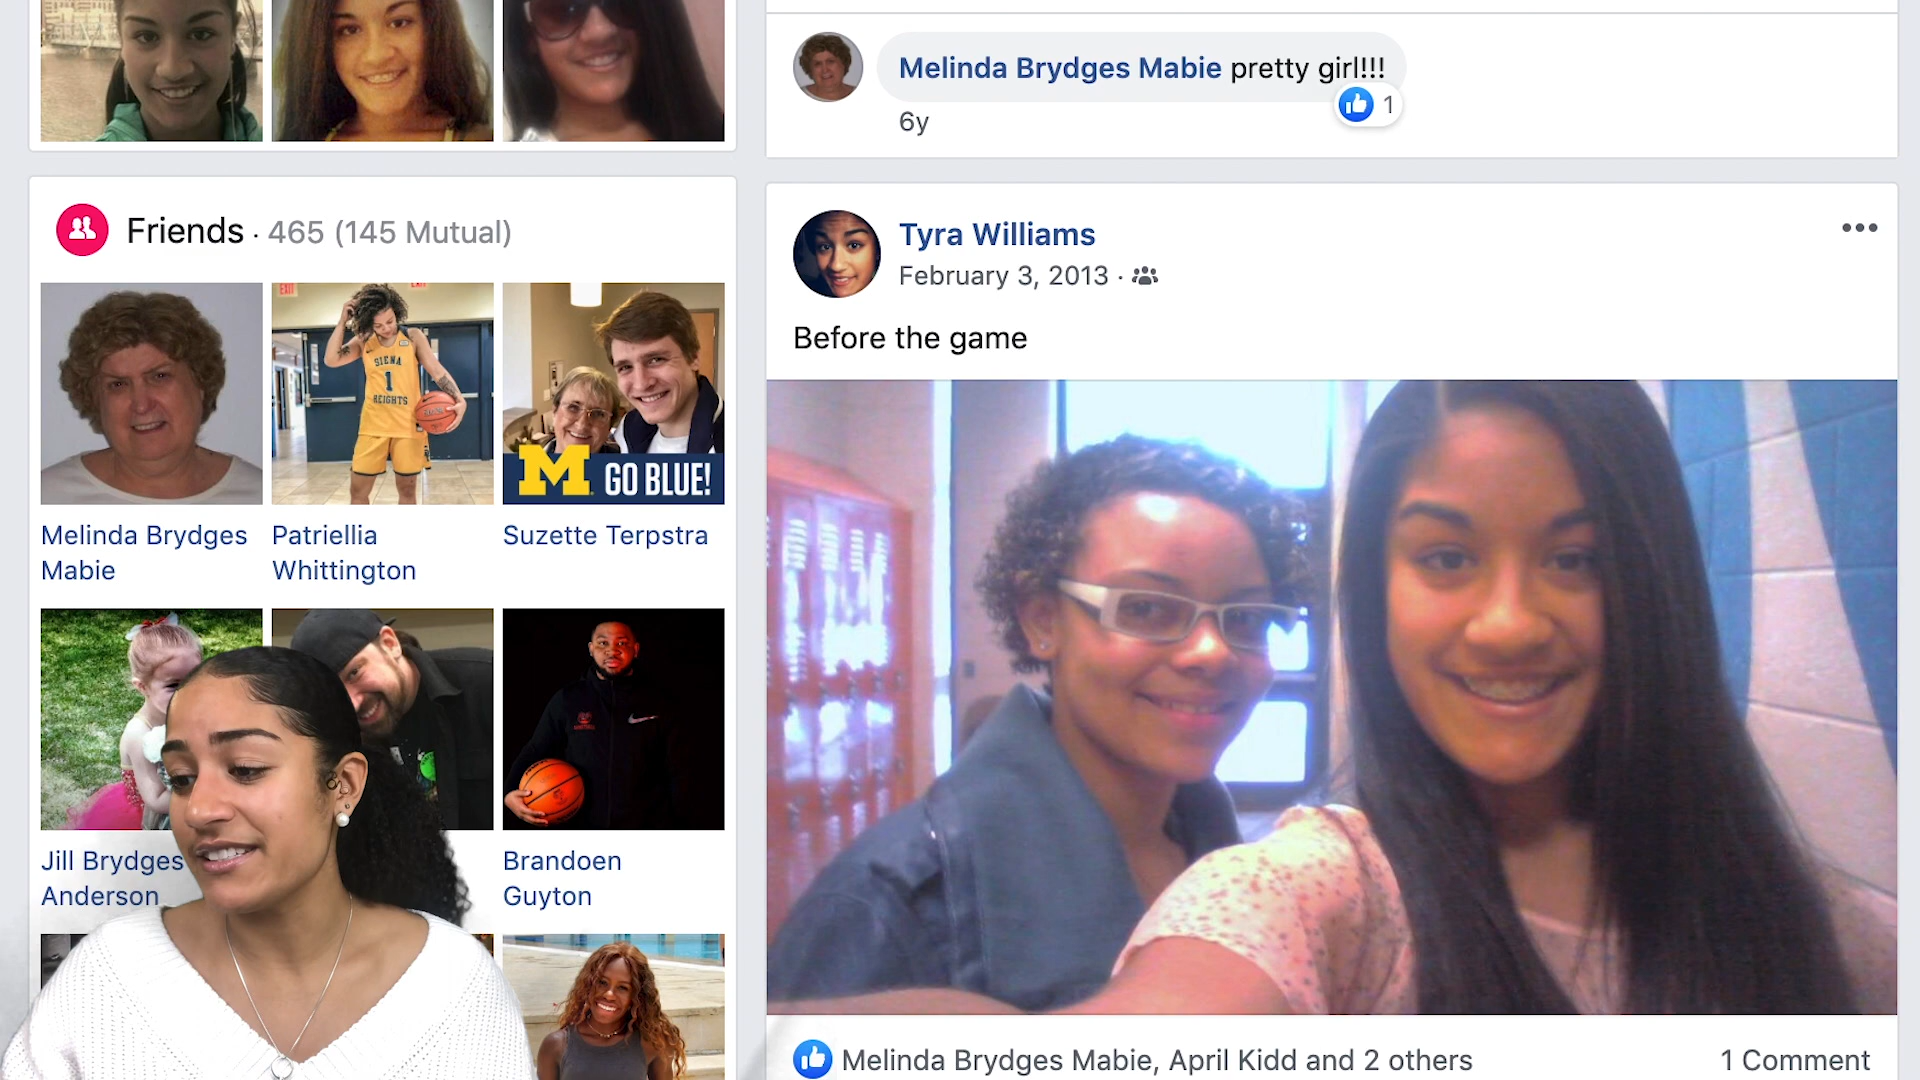 Melinda Brydges Mabie pretty girl!!!
1
6y
Friends · 465 (145 Mutual)
EXIT
SIENA
1
HEIGHTS
M
GO BLUE!
Melinda Brydges
Mabie
Patriellia
Whittington
Suzette Terpstra
Jill Brydges
Anderson
Brandoen
Guyton
Tyra Williams
February 3, 2013 ·
Before the game
Melinda Brydges Mabie, April Kidd and 2 others
1 Comment